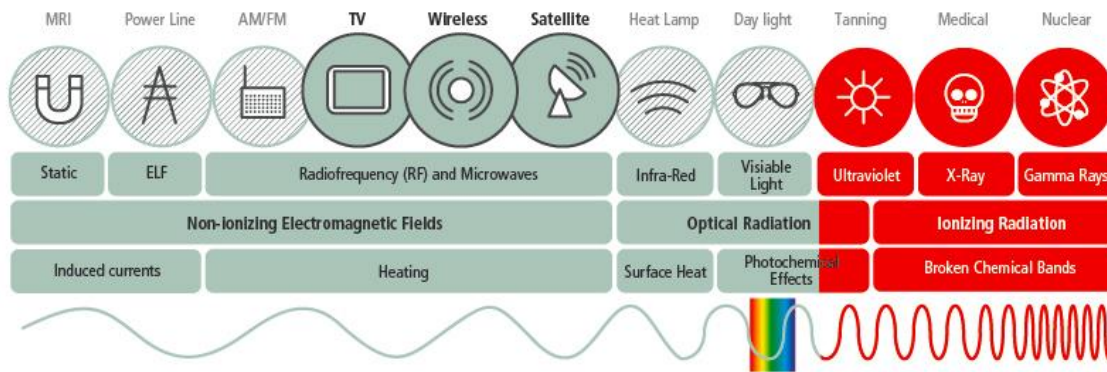 MRI Power Line AM/FM TV Wireless Satellite Heat Lamp Day light Tanning Medical Nuclear
Static ELF Radiofrequency (RF) and Microwaves Infra-Red Visiable Light Ultraviolet X-Ray Gamma Rays
Non-ionizing Electromagnetic Fields Optical Radiation Ionizing Radiation
Induced currents Heating Surface Heat Photochemical Effects Broken Chemical Bands